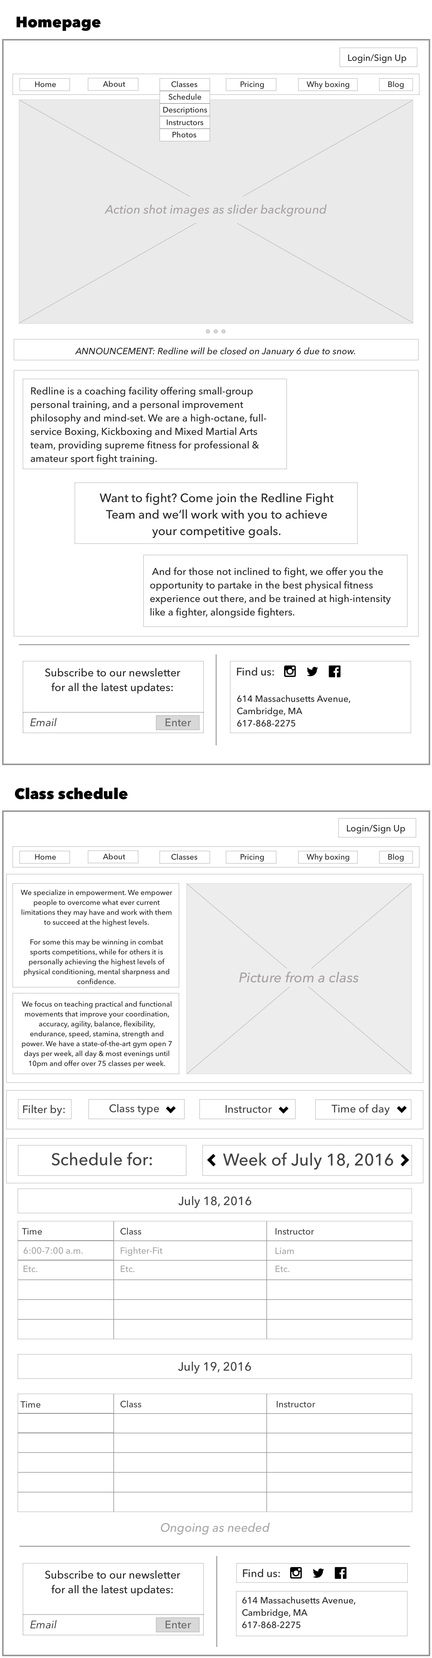 Homepage
Login/Sign Up
Home About Classes Pricing Why boxing Blog
Schedule
Descriptions
Instructors
Photos
Action shot images as slider background
ANNOUNCEMENT: Redline will be closed on January 6 due to snow.
Redline is a coaching facility offering small-group
personal training, and a personal improvement
philosophy and mind-set. We are a high-octane, full-
service Boxing, Kickboxing and Mixed Martial Arts
team, providing supreme fitness for professional &
amateur sport fight training.
Want to fight? Come join the Redline Fight
Team and we'll work with you to achieve
your competitive goals.
And for those not inclined to fight, we offer you the
opportunity to partake in the best physical fitness
experience out there, and be trained at high-intensity
like a fighter, alongside fighters.
Subscribe to our newsletter
for all the latest updates:
Email Enter
Find us:
614 Massachusetts Avenue,
Cambridge, MA
617-868-2275
Class schedule
Login/Sign Up
Home About Classes Pricing Why boxing Blog
We specialize in empowerment. We empower
people to overcome what ever current
limitations they may have and work with them
to succeed at the highest levels.
For some this may be winning in combat
sports competitions, while for others it is
personally achieving the highest levels of
physical conditioning, mental sharpness and
confidence.
We focus on teaching practical and functional
movements that improve your coordination,
accuracy, agility, balance, flexibility,
endurance, speed, stamina, strength and
power. We have a state-of-the-art gym open 7
days per week, all day & most evenings until
10pm and offer over 75 classes per week.
Picture from a class
Filter by: Class type Instructor Time of day
Schedule for: Week of July 18, 2016
July 18, 2016
Time Class Instructor
6:00-7:00 a.m. Fighter-Fit Liam
Etc. Etc. Etc.
July 19, 2016
Time Class Instructor
Ongoing as needed
Subscribe to our newsletter
for all the latest updates:
Email Enter
Find us:
614 Massachusetts Avenue,
Cambridge, MA
617-868-2275